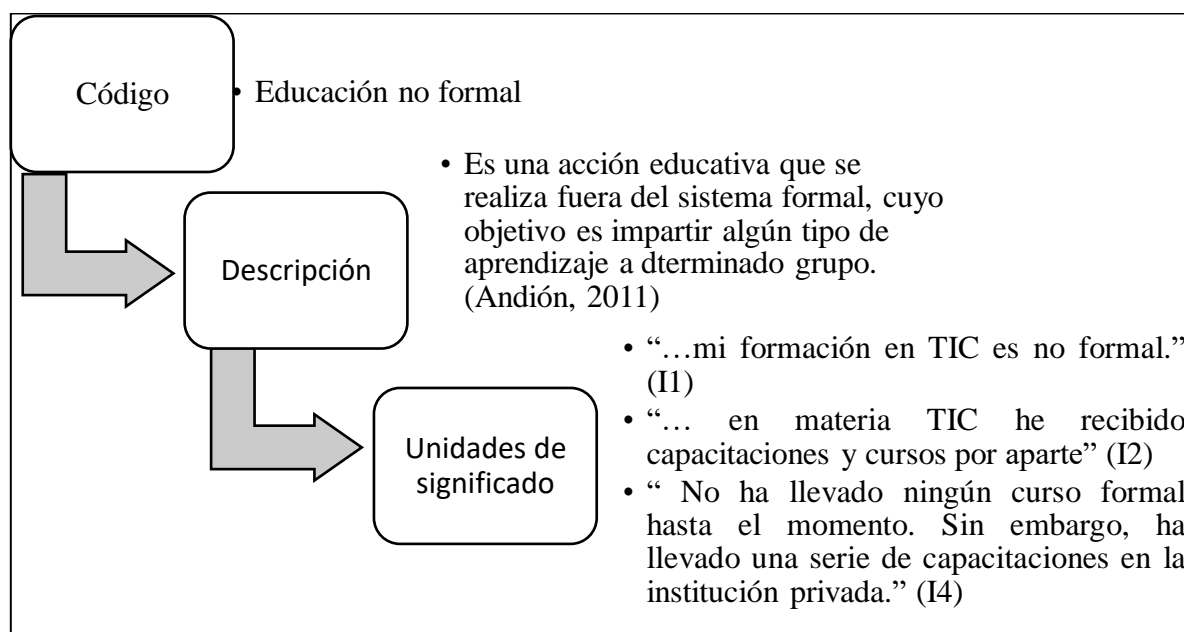 Código
• Educación no formal
Descripción
• Es una acción educativa que se
realiza fuera del sistema formal, cuyo
objetivo es impartir algún tipo de
aprendizaje a dterminado grupo.
(Andión, 2011)
Unidades de
significado
• “…mi formación en TIC es no formal.”
(I1)
• “… en materia TIC he recibido
capacitaciones y cursos por aparte” (I2)
• “ No ha llevado ningún curso formal
hasta el momento. Sin embargo, ha
llevado una serie de capacitaciones en la
institución privada.” (I4)